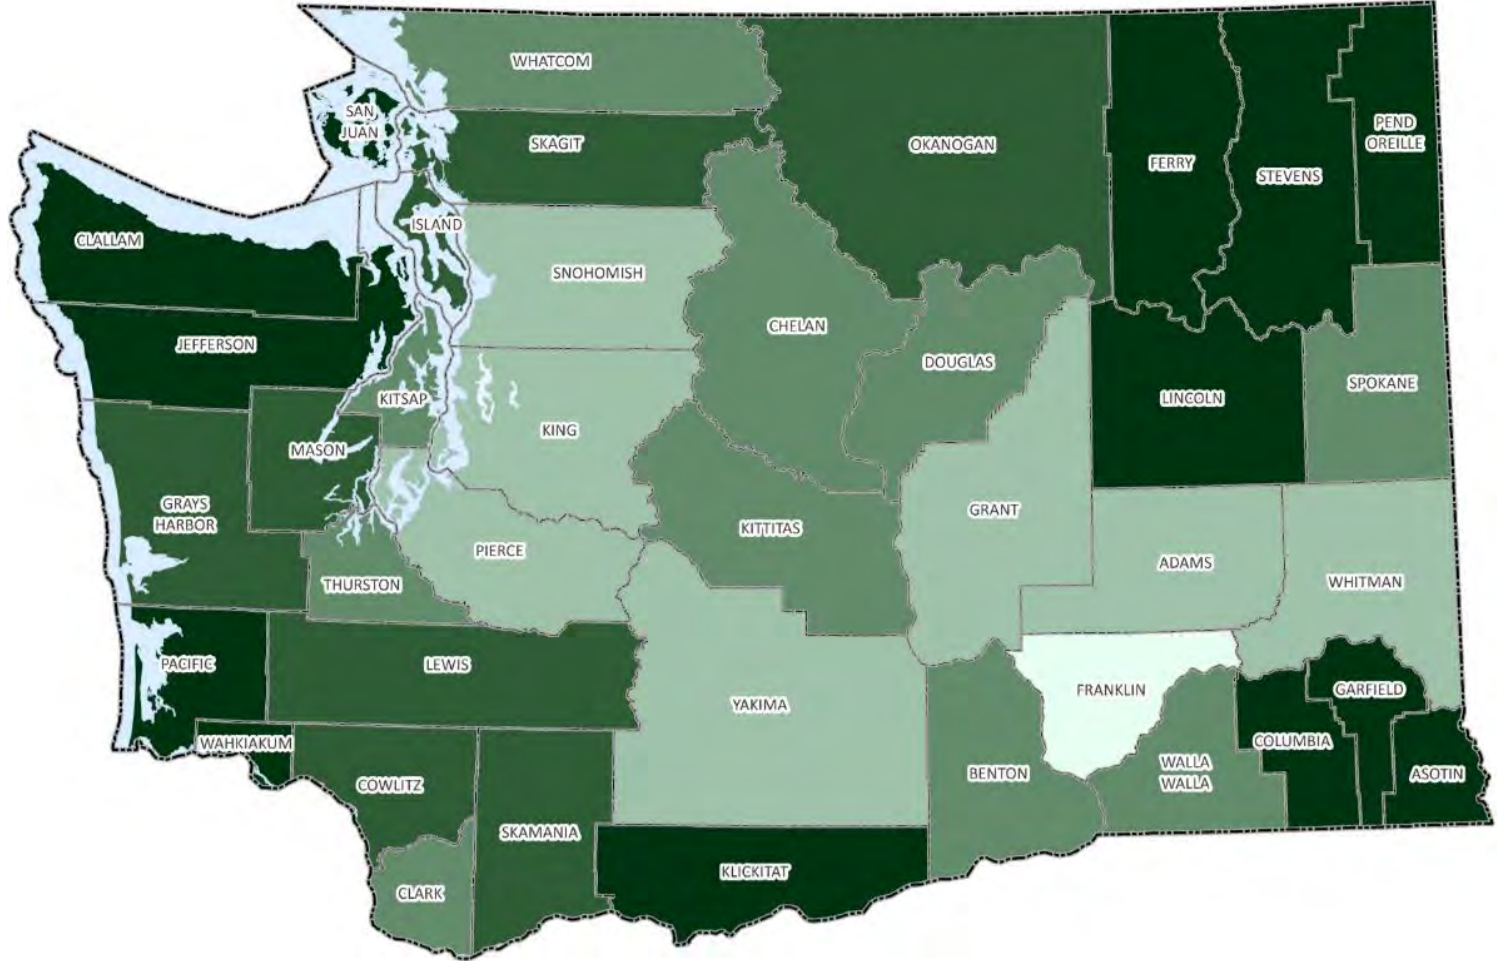 WHATCOM
SAN
JUAN
SKAGIT
OKANOGAN
FERRY
STEVENS
PEND
OREILLE
CLALLAM
ISLAND
SNOHOMISH
CHELAN
JEFFERSON
DOUGLAS
KITSAP
LINCOLN
SPOKANE
KING
MASON
GRAYS
HARBOR
GRANT
KITTITAS
PIERCE
ADAMS
WHITMAN
THURSTON
PACIFIC
LEWIS
YAKIMA
FRANKLIN
GARFIELD
WAHKIAKUM
COLUMBIA
COWLITZ
BENTON
WALLA
WALLA
ASOTIN
SKAMANIA
KLICKITAT
CLARK